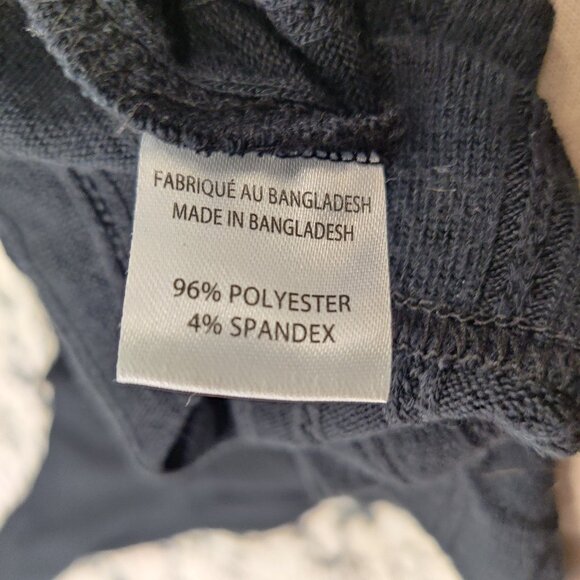 FABRIQUÉ AU BANGLADESH
MADE IN BANGLADESH
96% POLYESTER
4% SPANDEX